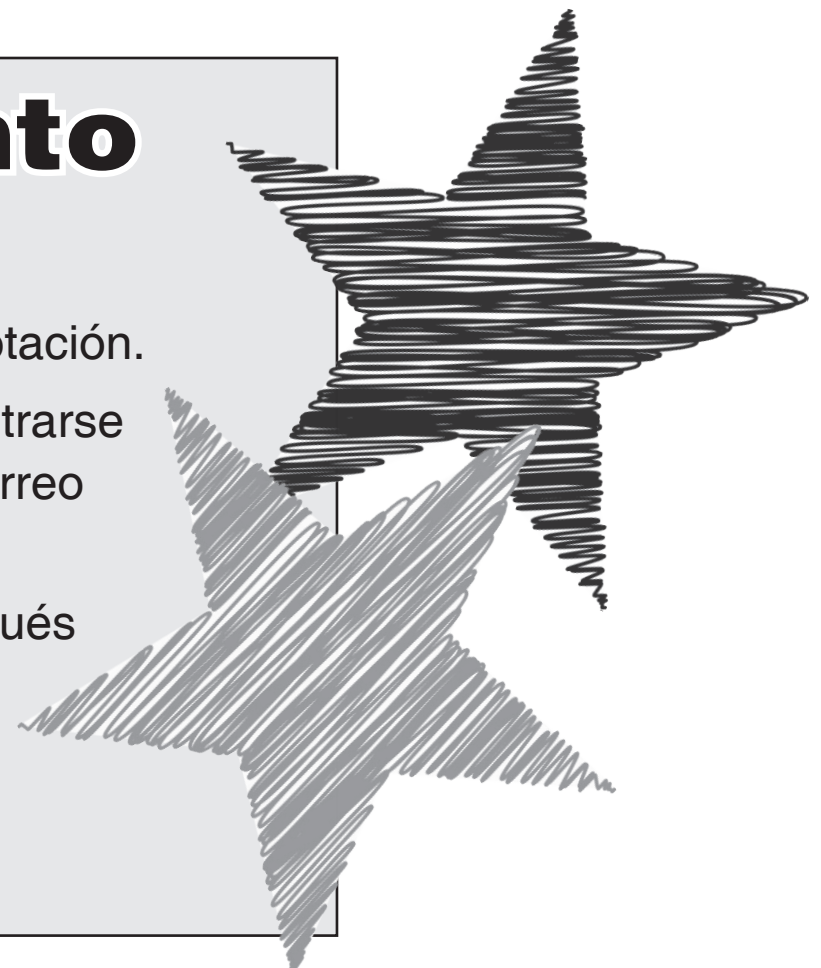 nto
otación.
trarse
rreo
ués